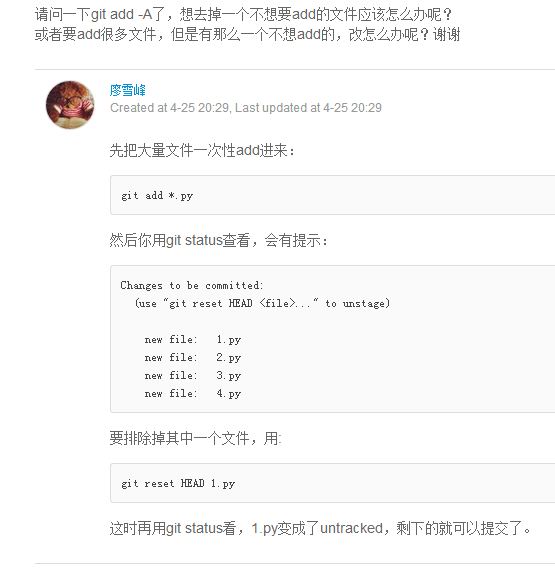 请问一下git add -A了，想去掉一个不想要add的文件应该怎么办呢？
或者要add很多文件，但是有那么一个不想add的，改怎么办呢？谢谢
廖雪峰
Created at 4-25 20:29, Last updated at 4-25 20:29
先把大量文件一次性add进来：
git add *.py
然后你用git status查看，会有提示：
Changes to be committed:
(use "git reset HEAD <file>..." to unstage)
new file: 1.py
new file: 2.py
new file: 3.py
new file: 4.py
要排除掉其中一个文件，用:
git reset HEAD 1.py
这时再用git status看，1.py变成了untracked，剩下的就可以提交了。